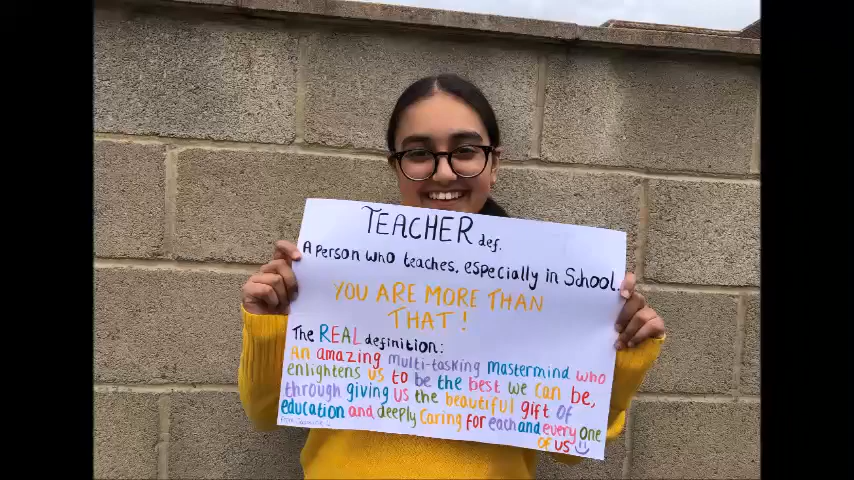 TEACHER def.
A person who teaches, especially in School.
YOU ARE MORE THAN
THAT!
The REAL definition:
An amazing multi-tasking mastermind who
enlightens us to be the best we can be,
through giving us the beautiful gift of
education and deeply caring for each and every one
of us